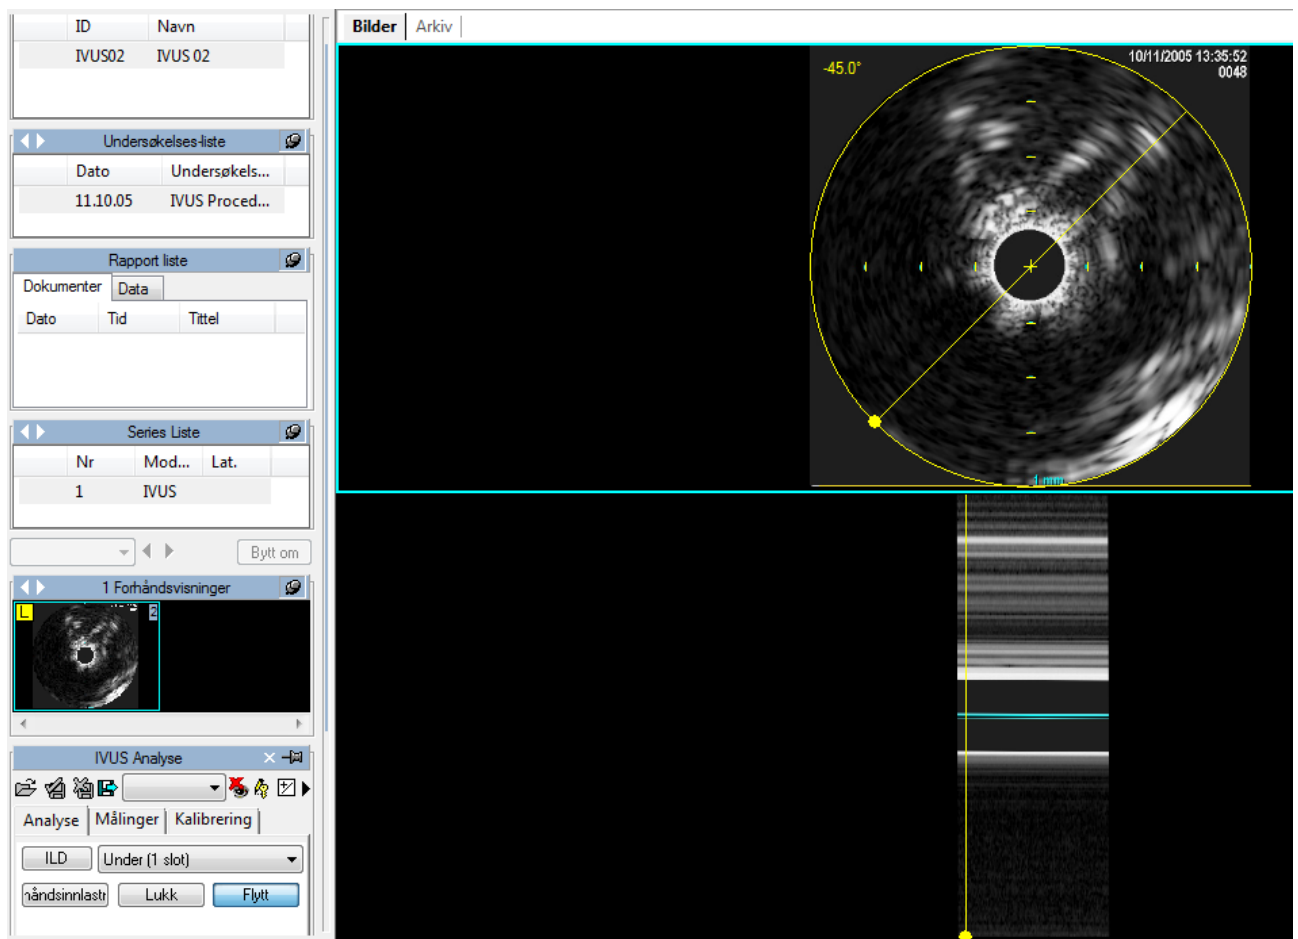 ID Navn
IVUS02 IVUS 02
Undersøkelses-liste
Dato Undersøkels...
11.10.05 IVUS Proced...
Rapport liste
Dokumenter Data
Dato Tid Tittel
Series Liste
Nr Mod... Lat.
1 IVUS
Bytt om
1 Forhåndsvisninger
L 2
IVUS Analyse
Analyse Målinger Kalibrering
ILD Under (1 slot)
håndsinnlastr Lukk Flytt
Bilder Arkiv
-45.0°
10/11/2005 13:35:52
0048
1 mm